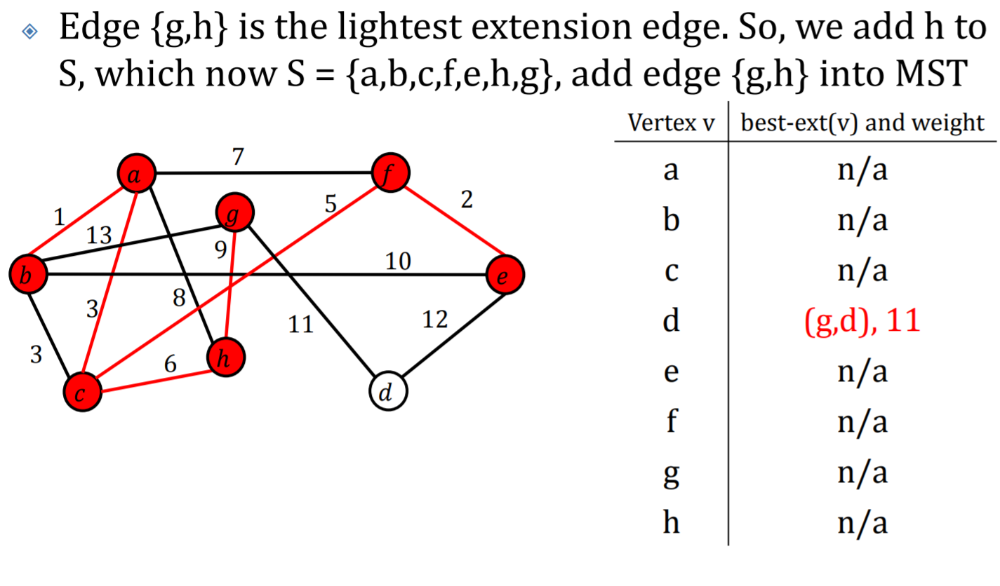 Edge {g,h} is the lightest extension edge. So, we add h to
S, which now S = {a,b,c,f,e,h,g}, add edge {g,h} into MST
Vertex v best-ext(v) and weight
a n/a
b n/a
c n/a
d (g,d), 11
e n/a
f n/a
g n/a
h n/a
7
a
f
g
5
2
1
13
9
10
b
e
3
8
11
12
3
6
h
c
d